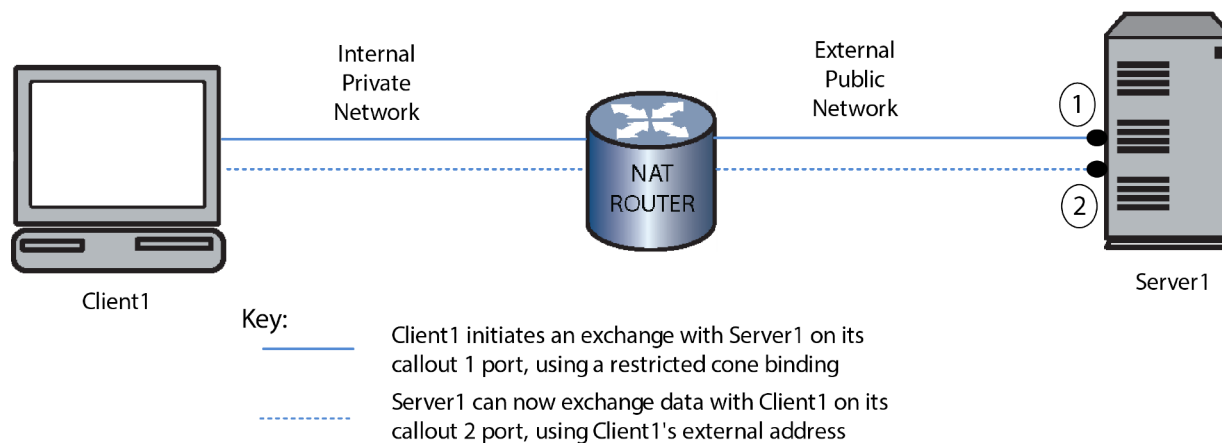 Internal
Private
Network
External
Public
Network
1
NAT
ROUTER
2
Client1
Server1
Key:
Client1 initiates an exchange with Server1 on its
callout 1 port, using a restricted cone binding
Server1 can now exchange data with Client1 on its
callout 2 port, using Client1's external address